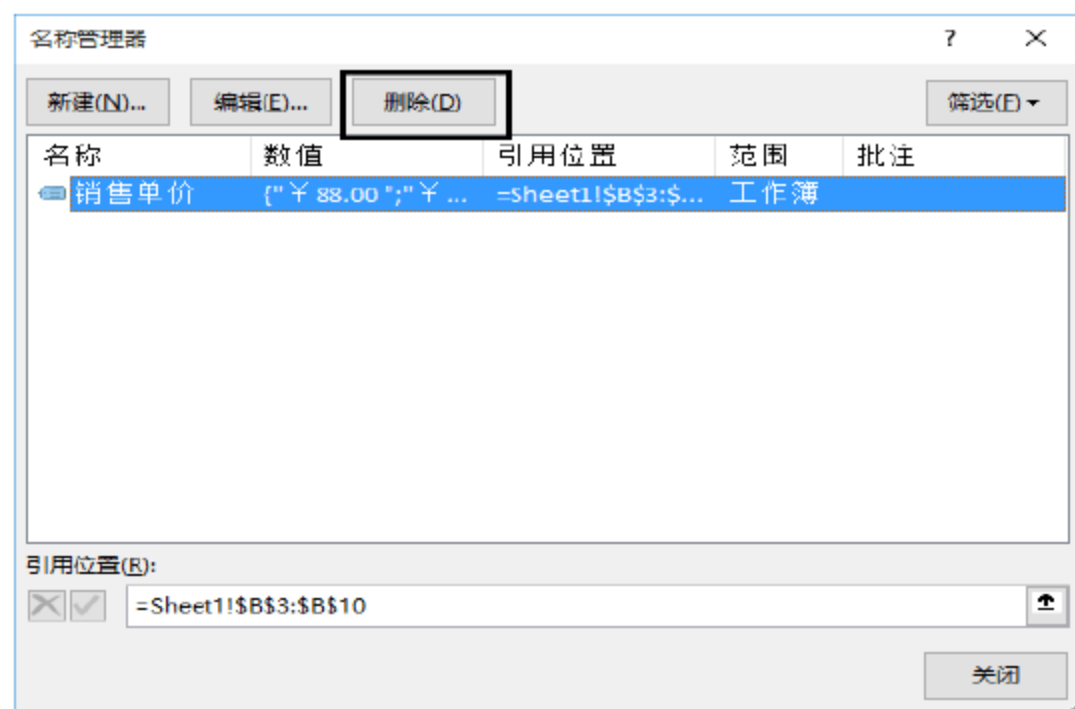 名称管理器 ?
新建(N)... 编辑(E)... 删除(D) 筛选(F)
名称 数值 引用位置 范围 批注
销售单价 {"￥88.00 ";"￥... =Sheet1!$B$3:$... 工作簿
引用位置(R):
=Sheet1!$B$3:$B$10
关闭